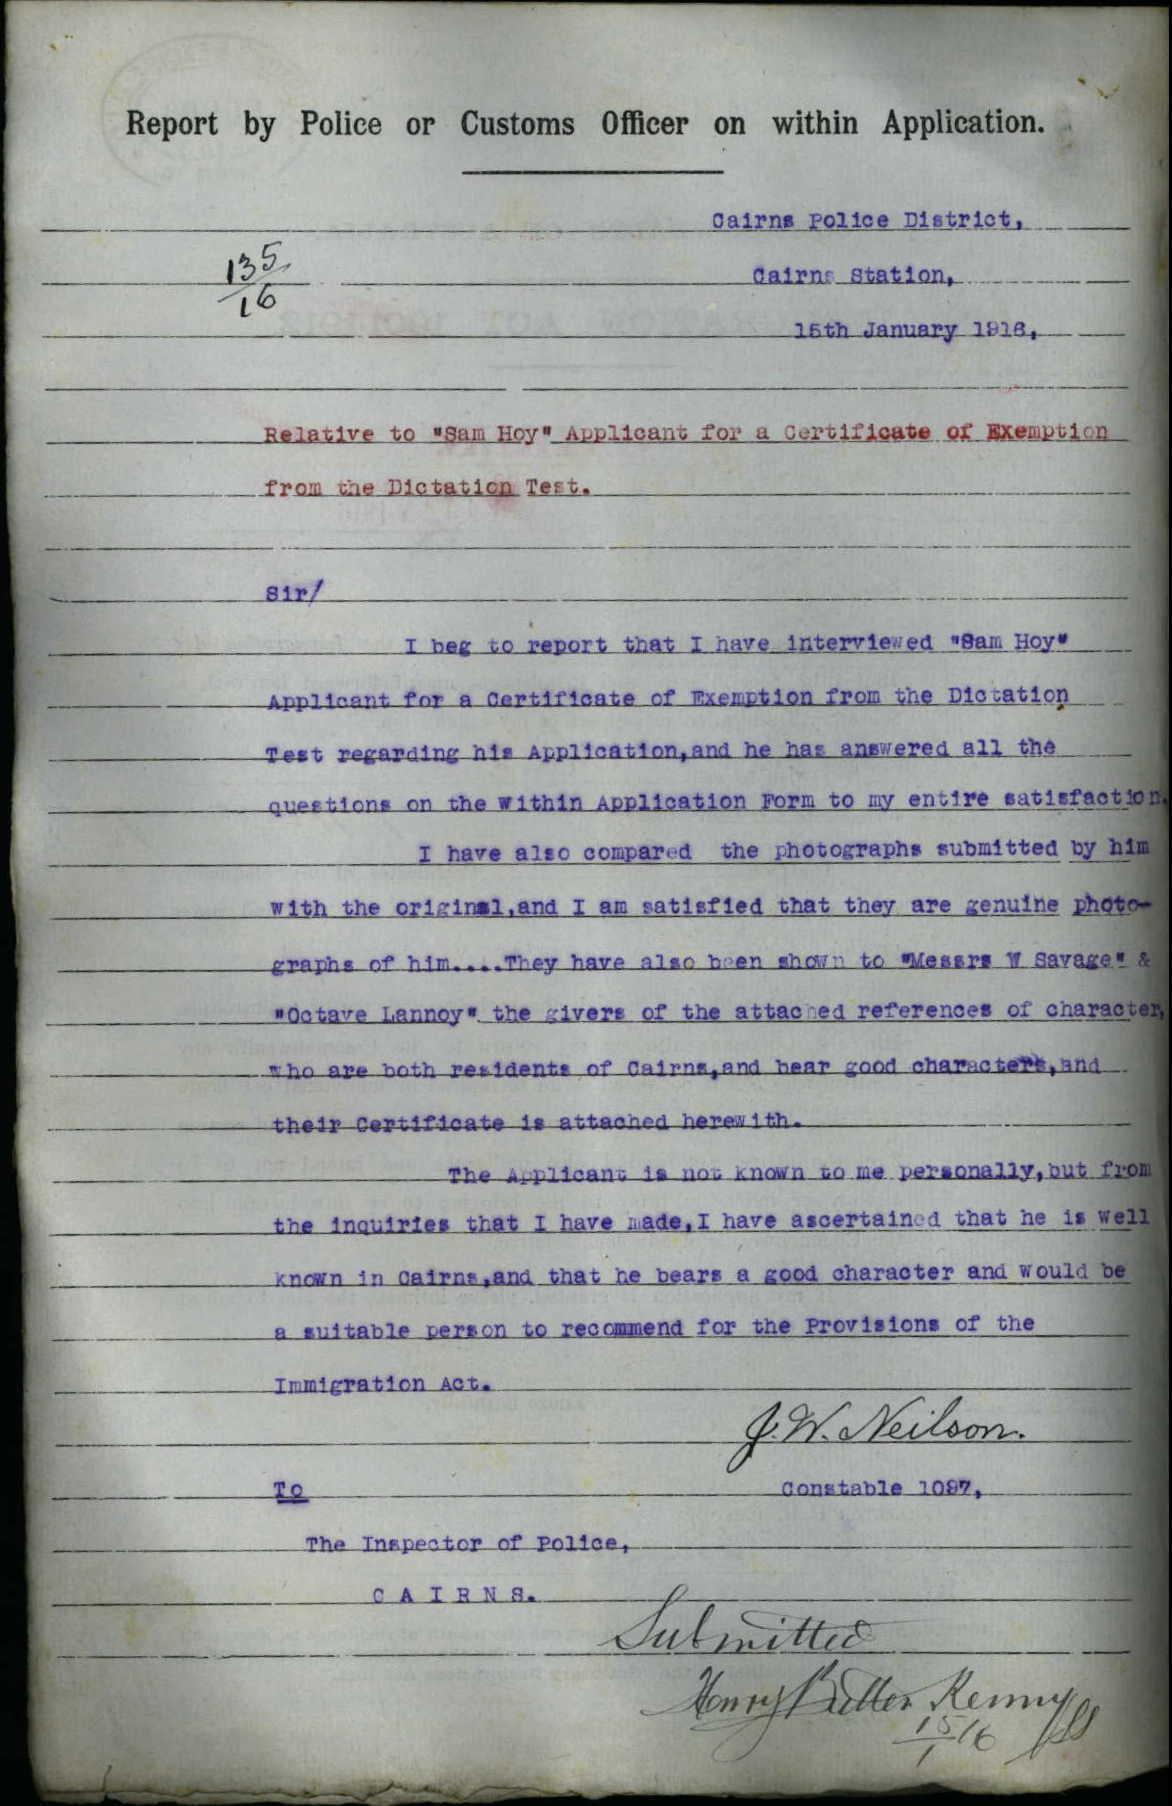 Report by Police or Customs Officer on within Application.
Cairns Police District,
135/16
Cairns Station,
15th January 1916,
Relative to "Sam Hoy" Applicant for a Certificate of Exemption
from the Dictation Test.
Sir/
I beg to report that I have interviewed "Sam Hoy"
Applicant for a Certificate of Exemption from the Dictation
Test regarding his Application,and he has answered all the
questions on the within Application Form to my entire satisfaction.
I have also compared the photographs submitted by him
with the original,and I am satisfied that they are genuine photo-
graphs of him....They have also been shown to "Messrs W Savage" &
"Octave Lannoy" the givers of the attached references of character,
who are both residents of Cairns,and bear good characters,and
their Certificate is attached herewith.
The Applicant is not known to me personally,but from
the inquiries that I have made,I have ascertained that he is well
known in Cairns,and that he bears a good character and would be
a suitable person to recommend for the Provisions of the
Immigration Act.
J. W. Neilson.
To
Constable 1097,
The Inspector of Police,
C A I R N S.
Submitted
Henry Butler Kenny
15/1/16